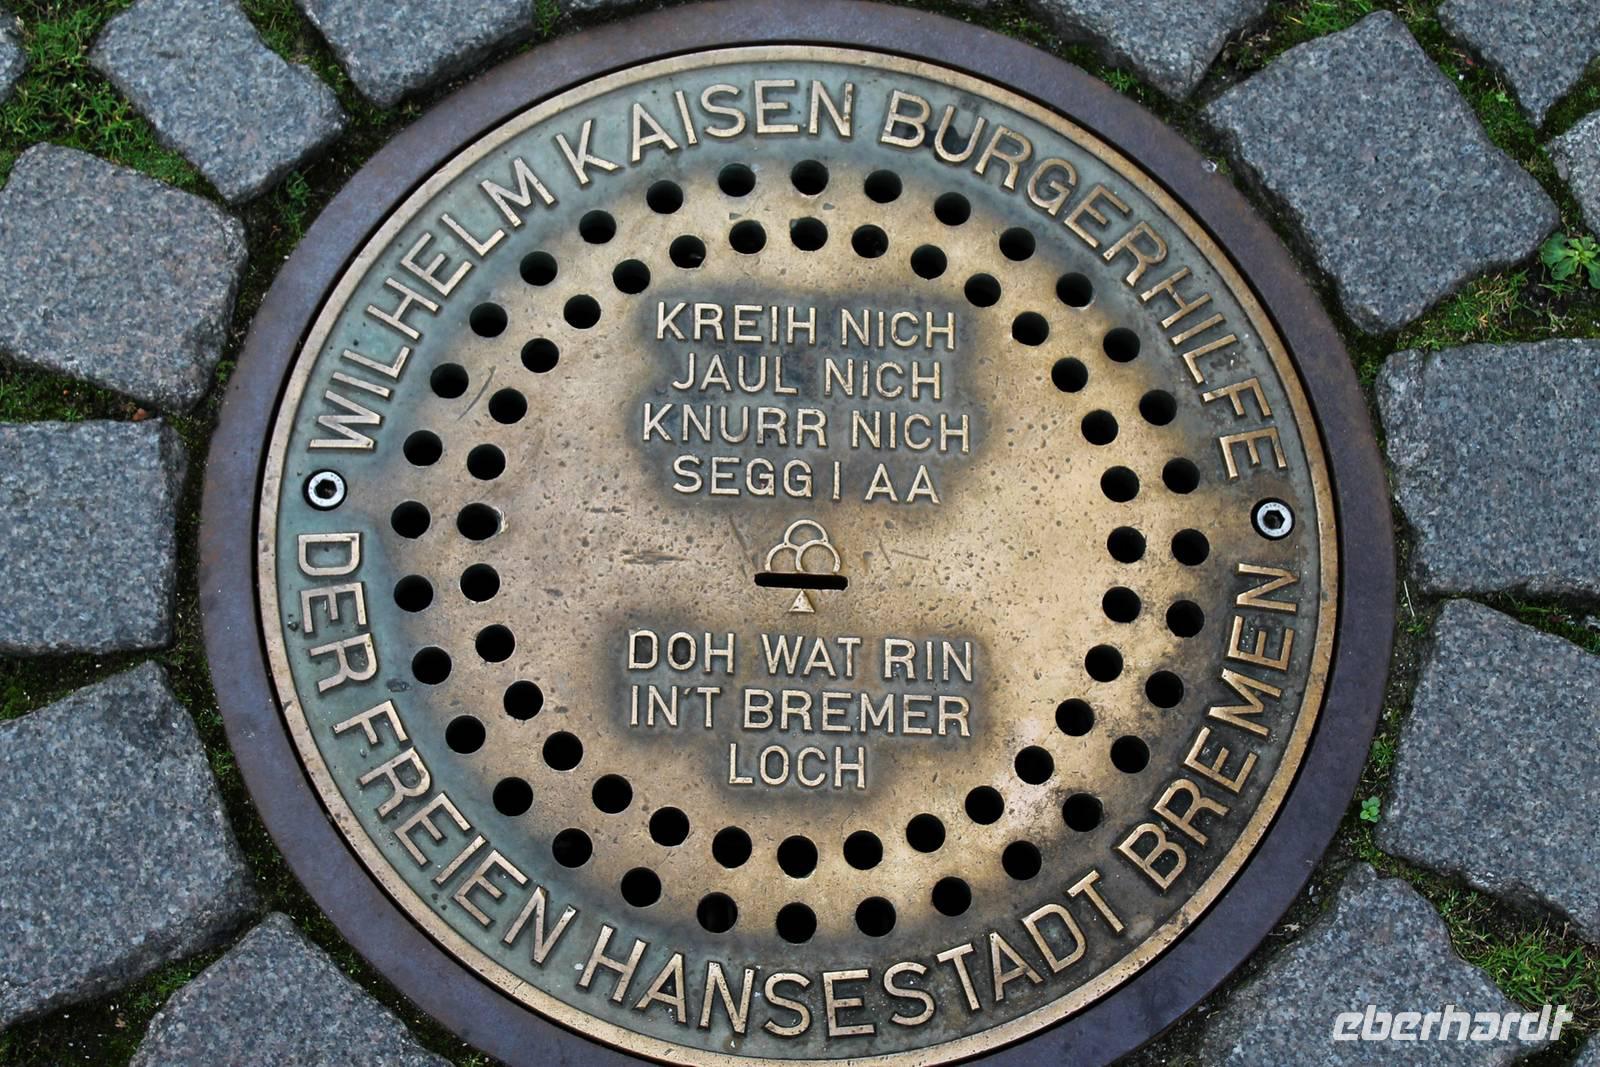 WILHELM KAISEN BÜRGERHILFE
KREIH NICH
JAUL NICH
KNURR NICH
SEGG I AA
DOH WAT RIN
IN'T BREMER
LOCH
DER FREIEN HANSESTADT BREMEN
eberhardt